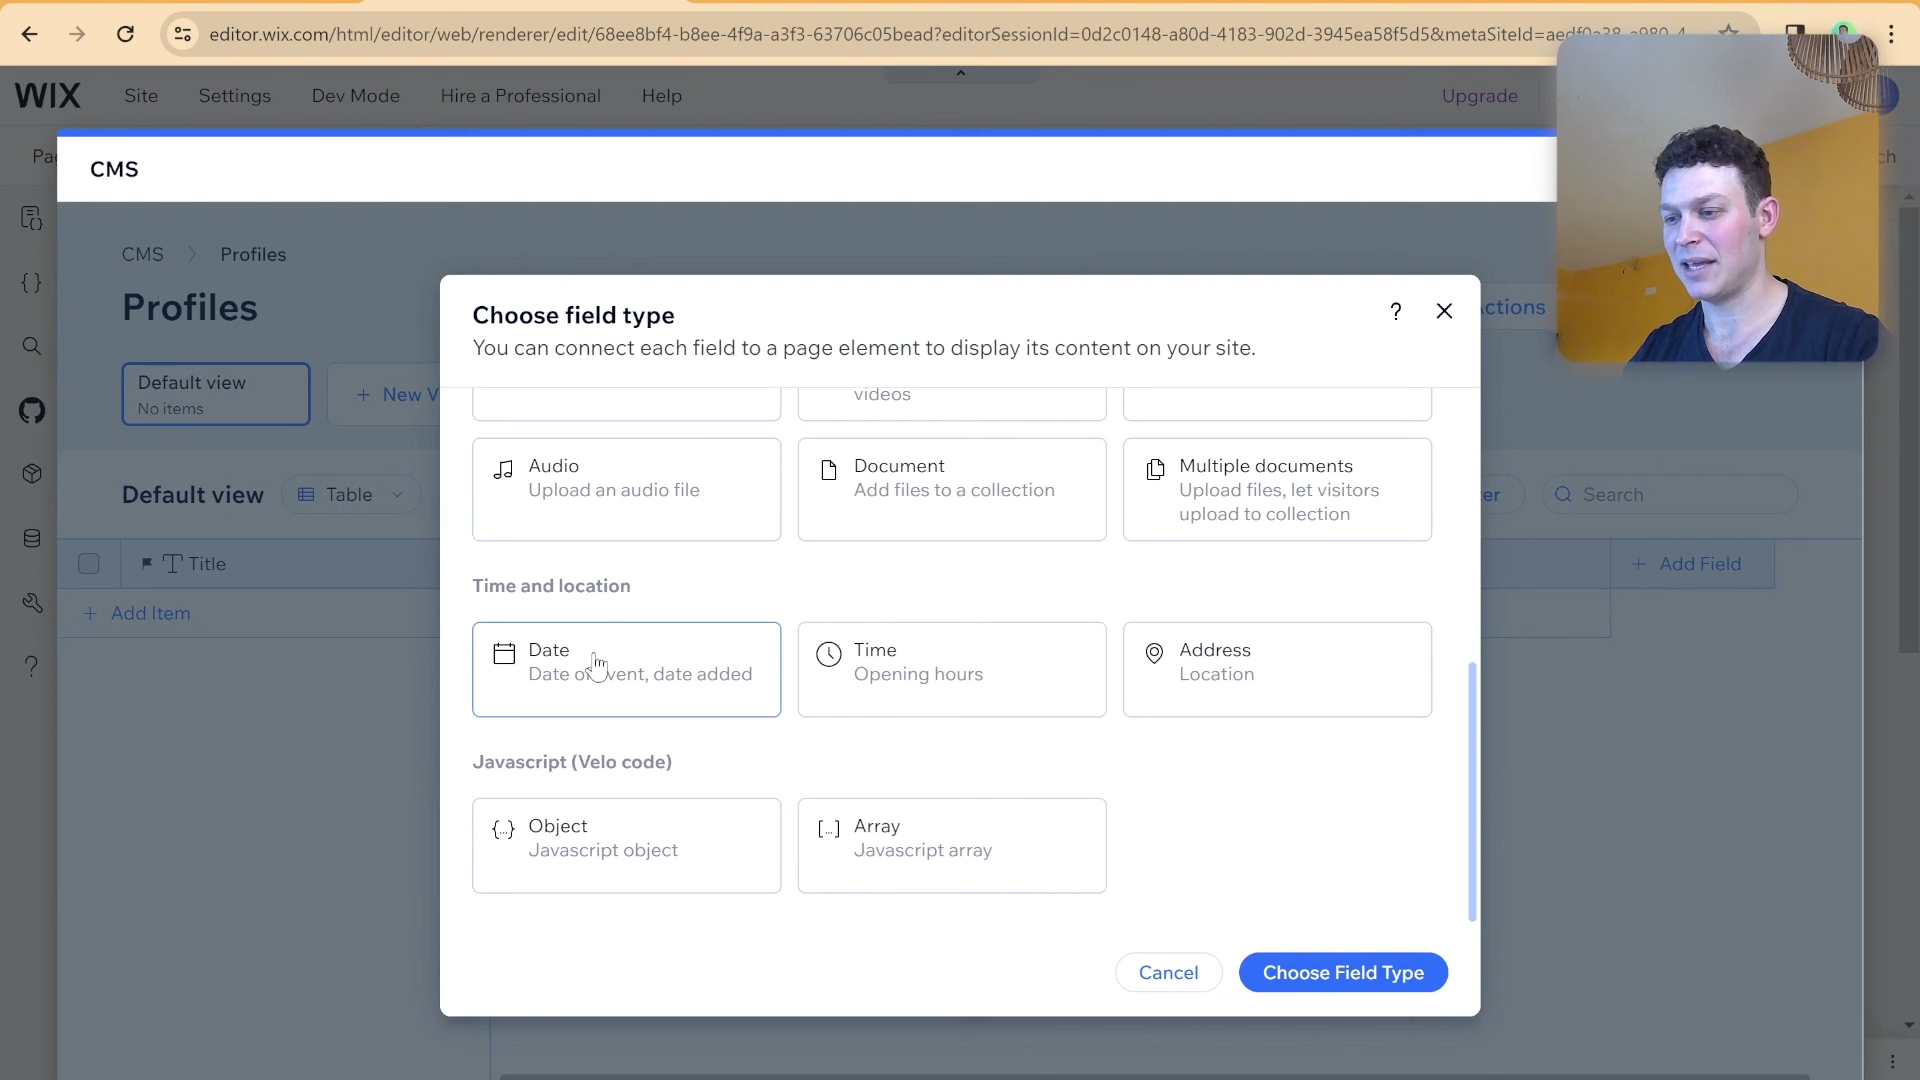 editor.wix.com/html/editor/web/renderer/edit/68ee8bf4-b8ee-4f9a-a3f3-63706c05bead?editorSessionId=0d2c0148-a80d-4183-902d-3945ea58f5d5&metaSiteId=aedf0a38-a980-4
WIX Site Settings Dev Mode Hire a Professional Help Upgrade
CMS
CMS Profiles
Profiles
Default view
No items
+ New V
ctions
Default view Table
Search
Title
+ Add Field
+ Add Item
Choose field type ?
You can connect each field to a page element to display its content on your site.
videos
Audio
Upload an audio file
Document
Add files to a collection
Multiple documents
Upload files, let visitors
upload to collection
Time and location
Date
Date of event, date added
Time
Opening hours
Address
Location
Javascript (Velo code)
{...} Object
Javascript object
[...] Array
Javascript array
Cancel Choose Field Type